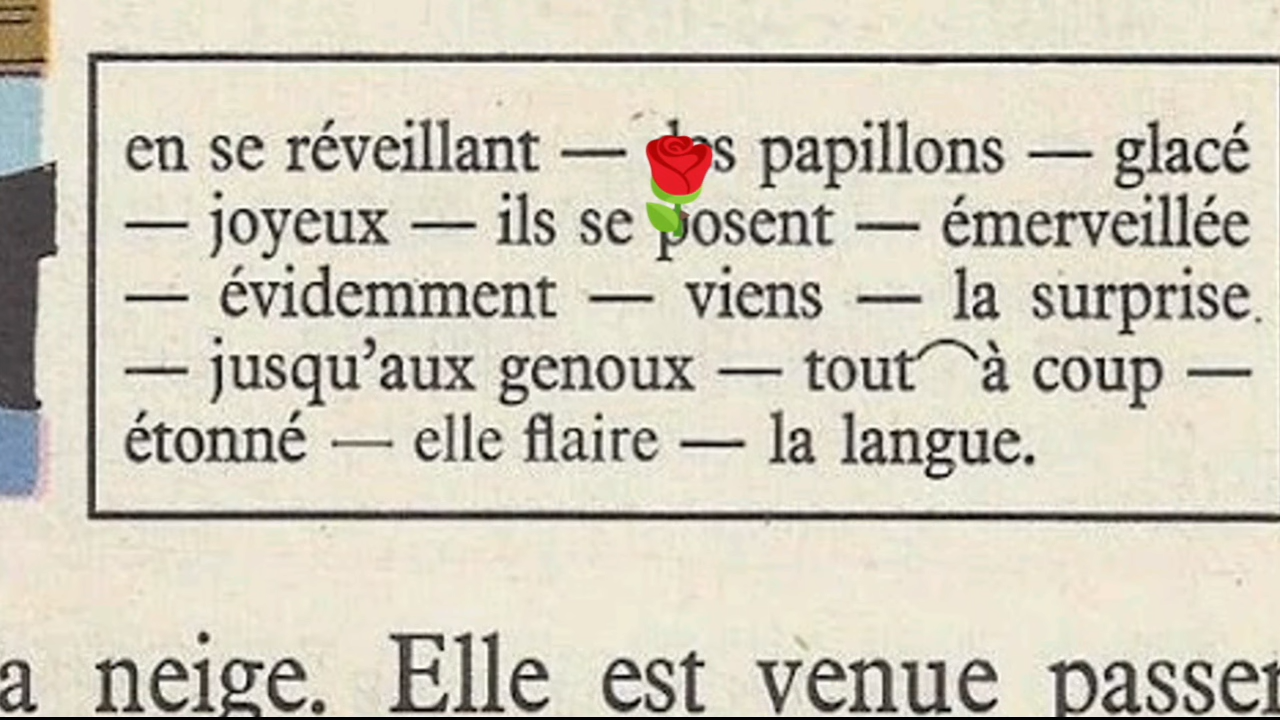 en se réveillant — des papillons — glacé
— joyeux — ils se posent — émerveillée
— évidemment — viens — la surprise
— jusqu’aux genoux — tout‿à coup —
étonné — elle flaire — la langue.
neige. Elle est venue passer